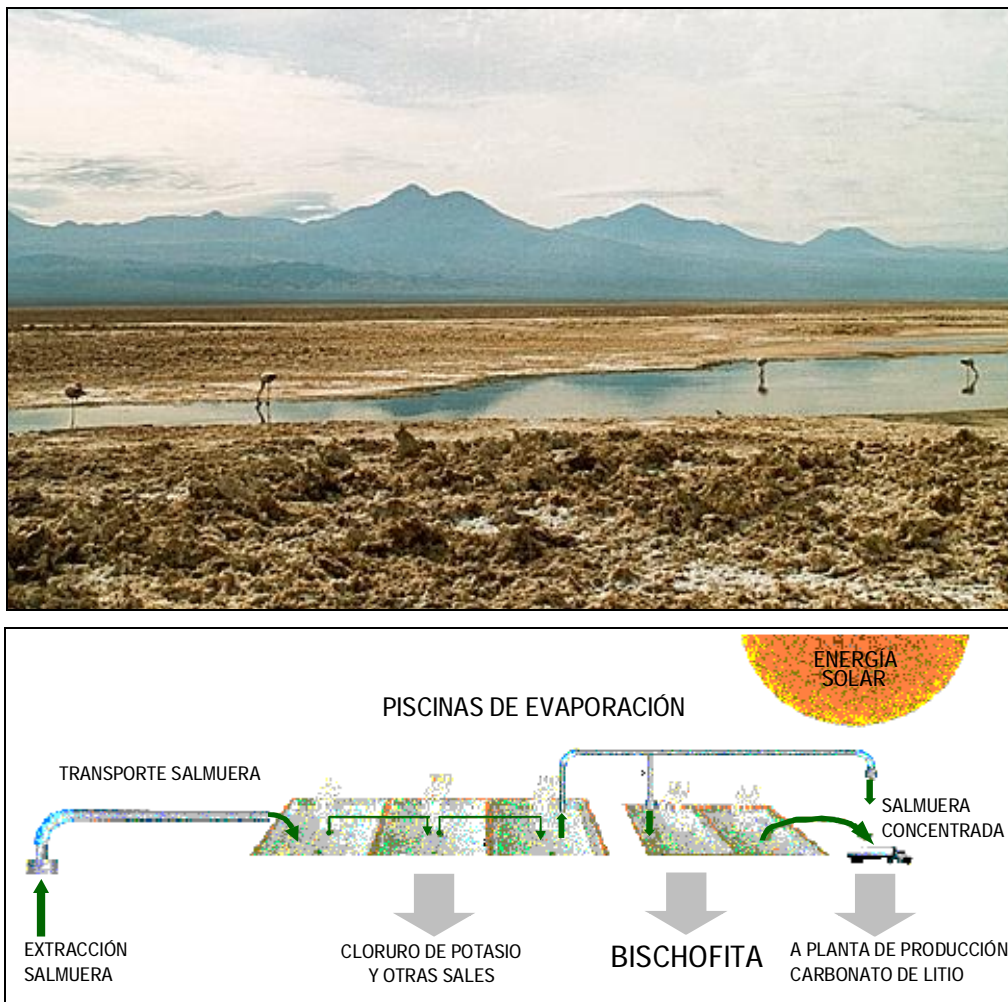 ENERGÍA
SOLAR
PISCINAS DE EVAPORACIÓN
TRANSPORTE SALMUERA
SALMUERA
CONCENTRADA
EXTRACCIÓN
SALMUERA
CLORURO DE POTASIO
Y OTRAS SALES
BISCHOFITA
A PLANTA DE PRODUCCIÓN
CARBONATO DE LITIO